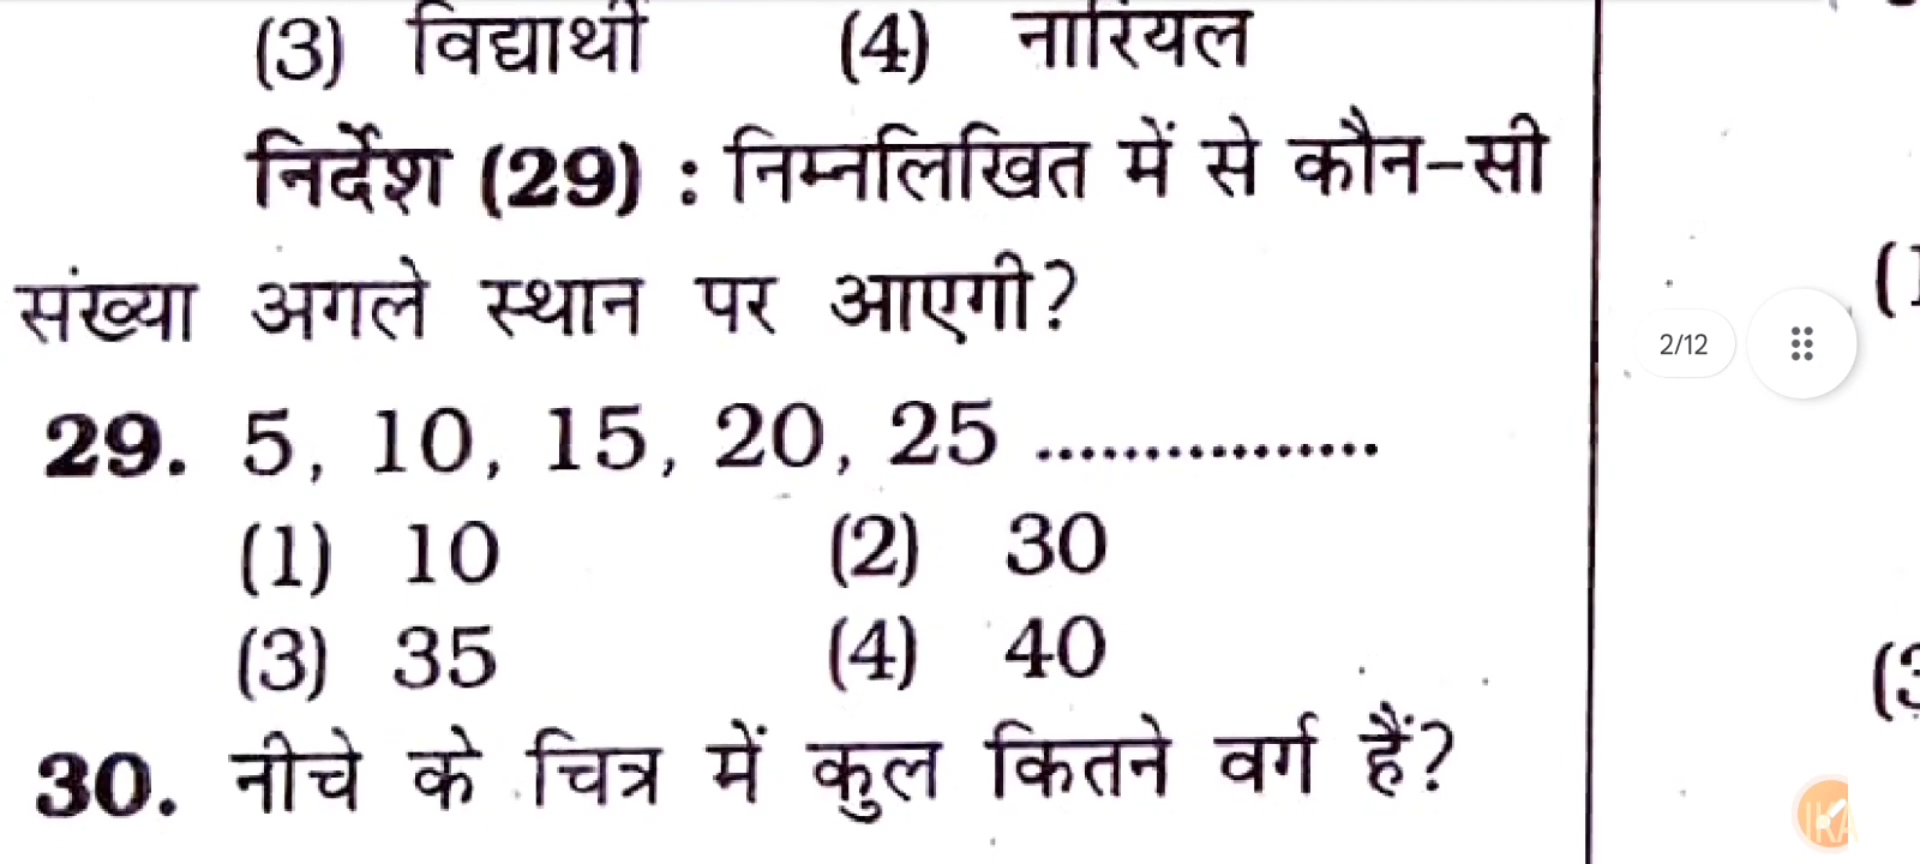 (3) विद्यार्थी (4) नारियल
निर्देश (29) : निम्नलिखित में से कौन-सी
संख्या अगले स्थान पर आएगी?
29. 5, 10, 15, 20, 25 ................
(1) 10 (2) 30
(3) 35 (4) 40
30. नीचे के चित्र में कुल कितने वर्ग हैं?
2/12